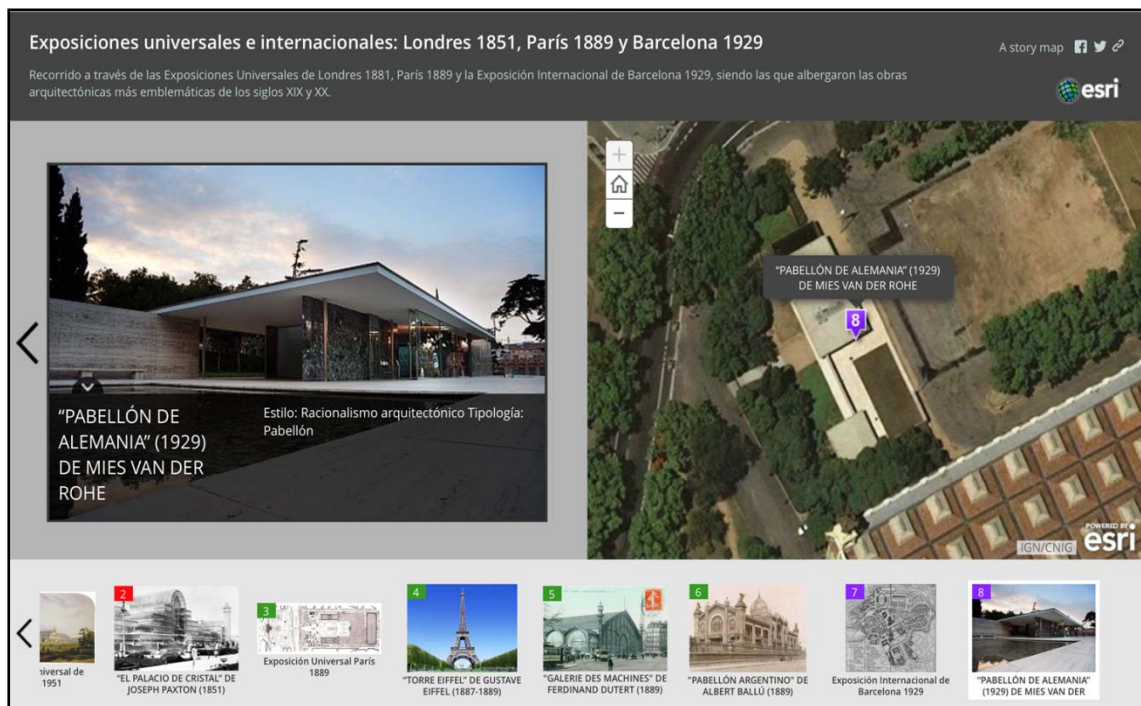 Exposiciones universales e internacionales: Londres 1851, París 1889 y Barcelona 1929
A story map
Recorrido a través de las Exposiciones Universales de Londres 1881, París 1889 y la Exposición Internacional de Barcelona 1929, siendo las que albergaron las obras
arquitectónicas más emblemáticas de los siglos XIX y XX.
esri
"PABELLÓN DE
ALEMANIA" (1929)
DE MIES VAN DER
ROHE
Estilo: Racionalismo arquitectónico Tipología:
Pabellón
"PABELLÓN DE ALEMANIA" (1929)
DE MIES VAN DER ROHE
8
IGN/CNIG
POWERED BY
esri
niversal de
1951
2
"EL PALACIO DE CRISTAL" DE
JOSEPH PAXTON (1851)
3
Exposición Universal París
1889
4
"TORRE EIFFEL" DE GUSTAVE
EIFFEL (1887-1889)
5
"GALERIE DES MACHINES" DE
FERDINAND DUTERT (1889)
6
"PABELLÓN ARGENTINO" DE
ALBERT BALLÚ (1889)
7
Exposición Internacional de
Barcelona 1929
8
"PABELLÓN DE ALEMANIA"
(1929) DE MIES VAN DER